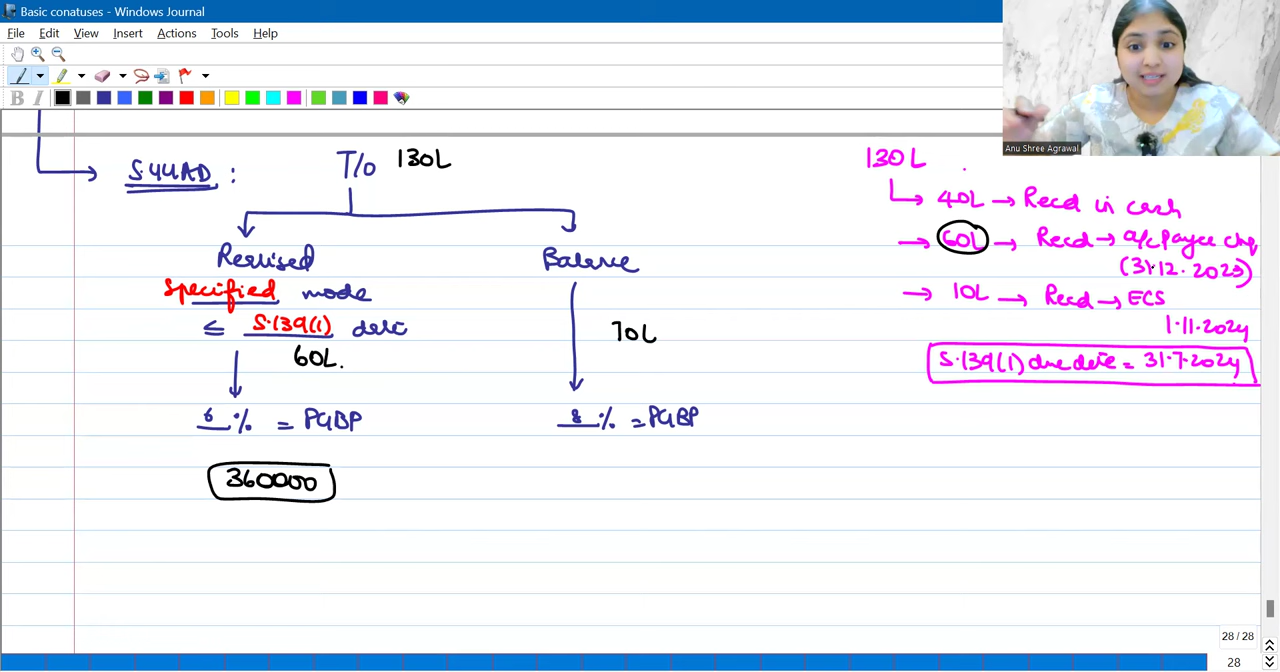 Basic conatuses - Windows Journal
File Edit View Insert Actions Tools Help
B I
Anu Shree Agrawal
S44AD : T/O 130L
Realised Balance
Specified mode
≤ S.139(1) date
60L. 70L
6 % = PGBP 8 % = PGBP
360000
130L
40L → Recd in cash
→ 60L → Recd → a/c Payee chq
(31.12.2023)
→ 10L → Recd → ECS
1.11.2024
S.139(1) due date = 31.7.2024
28 / 28
28